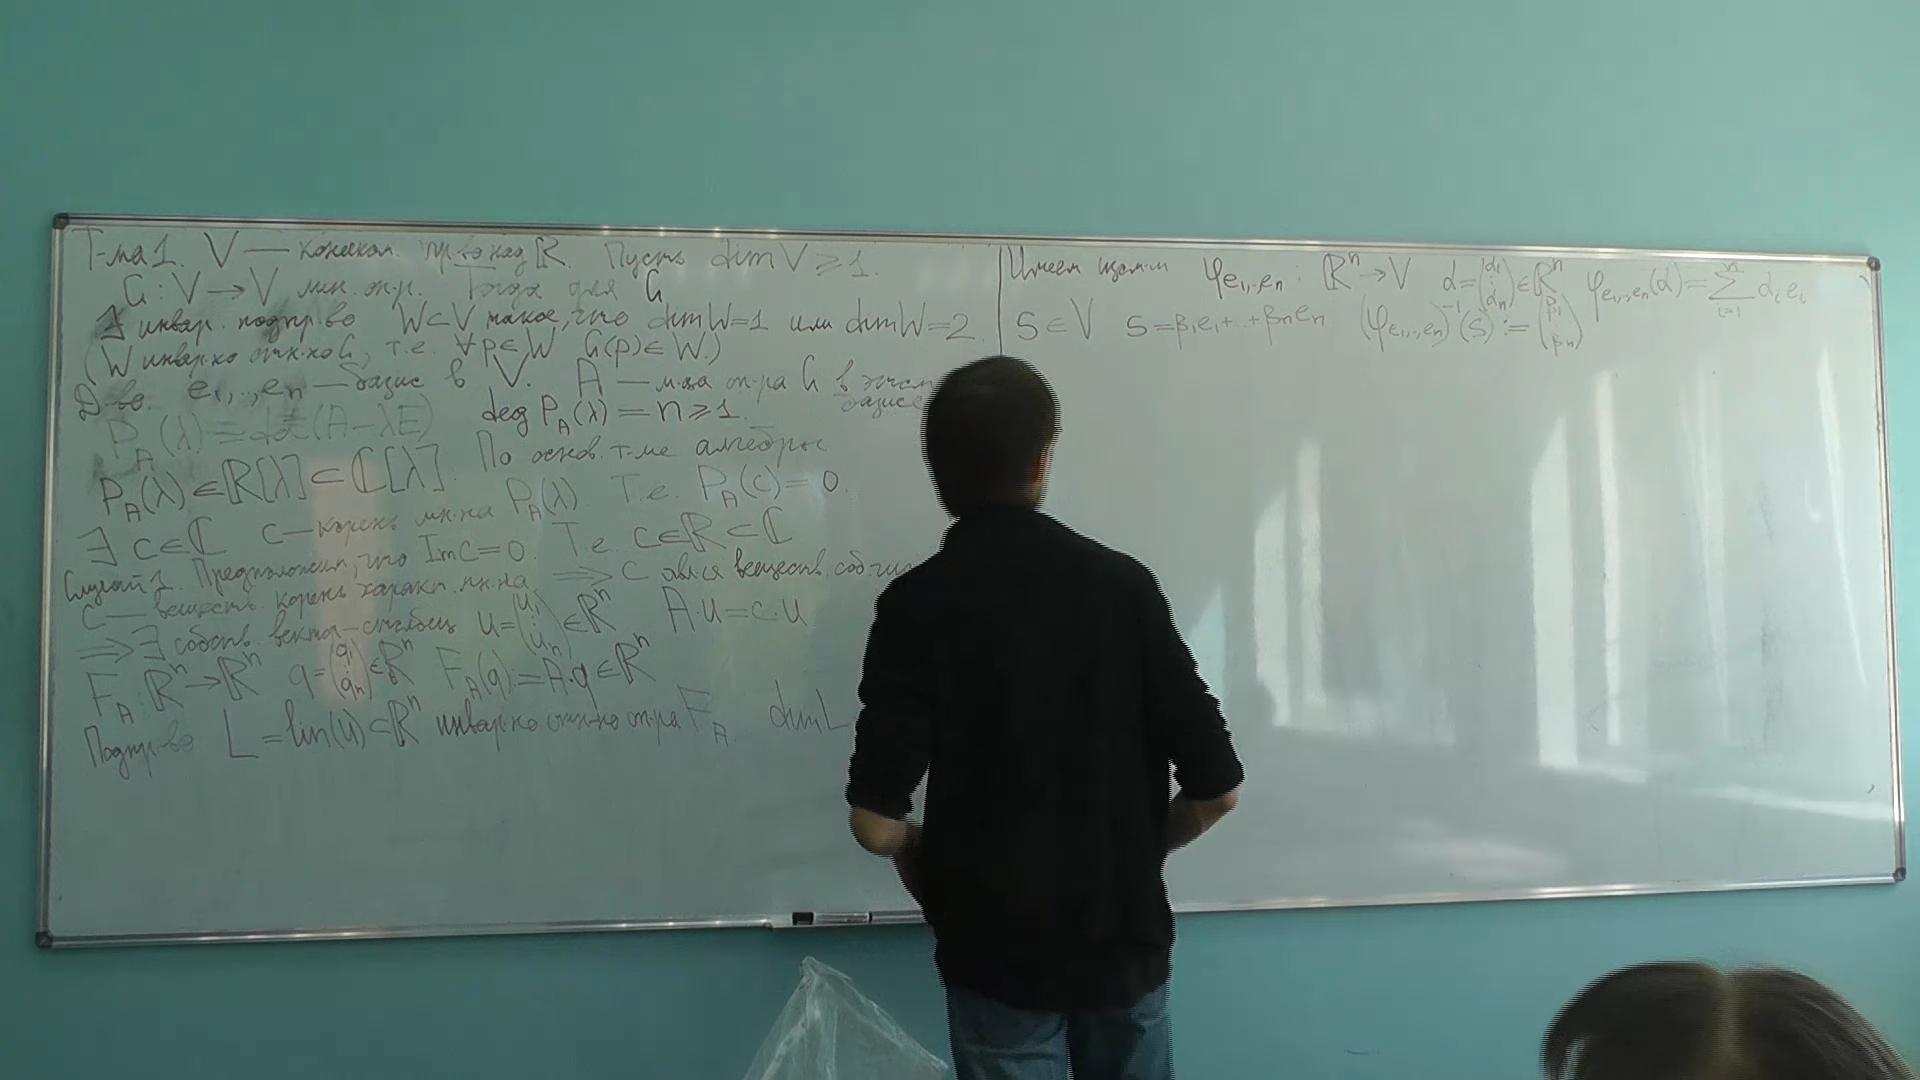 Т-ма 1. V — конечном. пр-во над ℝ. Пусть dim V ⩾ 1.
G : V → V лин. оп-р. Тогда для G
∃ инвар. подпр-во W ⊂ V такое, что dim W = 1 или dim W = 2.
(W инвар-но отн-но G, т.е. ∀ p ∈ W G(p) ∈ W.)
Д-во. e₁,..,eₙ — базис в V. A — м-ца оп-ра G в этом базисе
P_A(λ) = det(A − λE) deg P_A(λ) = n ⩾ 1.
P_A(λ) ∈ ℝ[λ] ⊂ ℂ[λ]. По основ. т-ме алгебры
∃ c ∈ ℂ c — корень мн-на P_A(λ). Т.е. P_A(c) = 0.
Случай 1. Предположим, что Im c = 0. Т.е. c ∈ ℝ ⊂ ℂ
c — веществ. корень характ. мн-на ⟹ c явл-ся веществ. соб.
⟹ ∃ собств. вектор-столбец u = (u₁ ⋮ uₙ) ∈ ℝⁿ A·u = c·u
F_A : ℝⁿ → ℝⁿ q = (q₁ ⋮ qₙ) ∈ ℝⁿ F_A(q) := A·q ∈ ℝⁿ
Подпр-во L = lin(u) ⊂ ℝⁿ инвар-но отн-но оп-ра F_A. dim L
Имеем φ_{e₁,..,eₙ} : ℝⁿ → V α = (α₁ ⋮ αₙ) ∈ ℝⁿ φ_{e₁,..,eₙ}(α) = ∑_{i=1}^{n} αᵢ eᵢ
S ∈ V S = β₁e₁ + .. + βₙeₙ (φ_{e₁,..,eₙ})⁻¹(S) := (β₁ ⋮ βₙ)